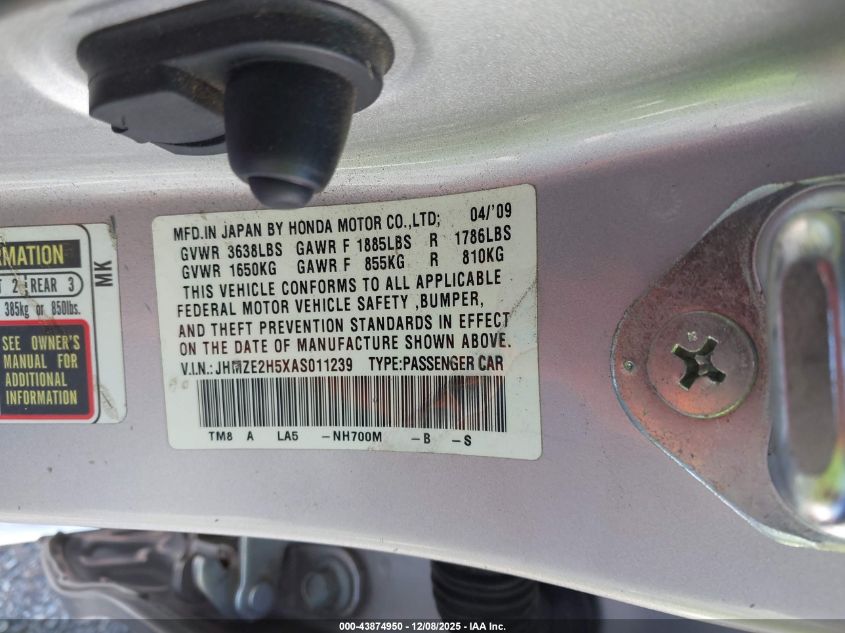 MFD.IN JAPAN BY HONDA MOTOR CO.,LTD; 04/'09
GVWR 3638LBS GAWR F 1885LBS R 1786LBS
GVWR 1650KG GAWR F 855KG R 810KG
THIS VEHICLE CONFORMS TO ALL APPLICABLE
FEDERAL MOTOR VEHICLE SAFETY ,BUMPER,
AND THEFT PREVENTION STANDARDS IN EFFECT
ON THE DATE OF MANUFACTURE SHOWN ABOVE.
V.I.N.: JHMZE2H5XAS011239 TYPE:PASSENGER CAR
TM8 A LA5 -NH700M -B -S
RMATION
2 REAR 3
385kg or 850lbs.
SEE OWNER'S
MANUAL FOR
ADDITIONAL
INFORMATION
MK
000-43874950 - 12/08/2025 - IAA Inc.